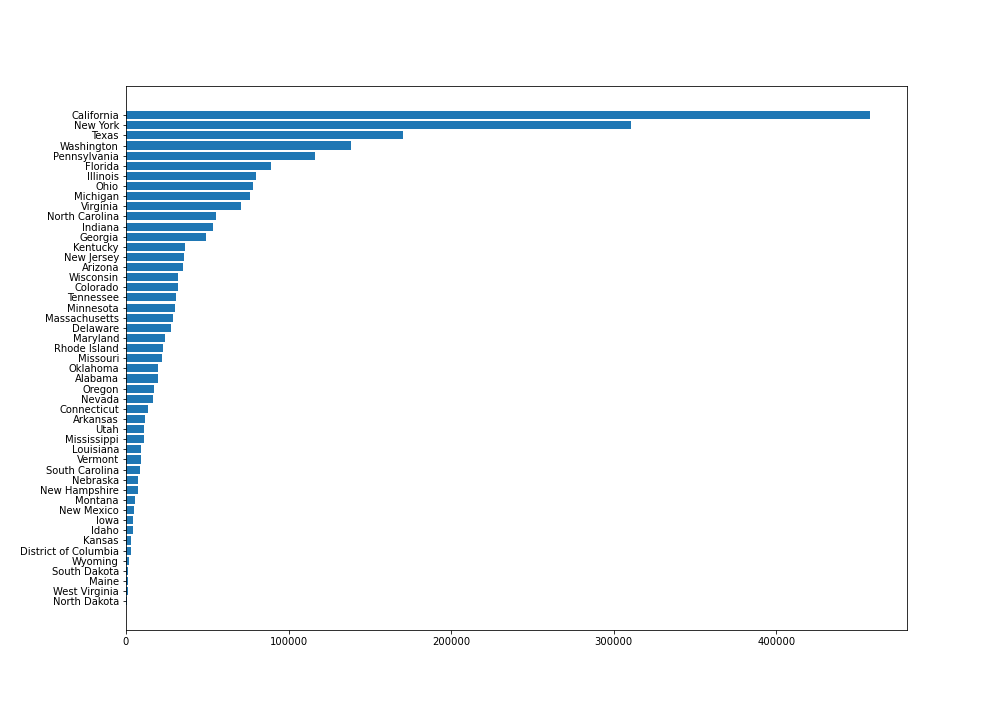 California
New York
Texas
Washington
Pennsylvania
Florida
Illinois
Ohio
Michigan
Virginia
North Carolina
Indiana
Georgia
Kentucky
New Jersey
Arizona
Wisconsin
Colorado
Tennessee
Minnesota
Massachusetts
Delaware
Maryland
Rhode Island
Missouri
Oklahoma
Alabama
Oregon
Nevada
Connecticut
Arkansas
Utah
Mississippi
Louisiana
Vermont
South Carolina
Nebraska
New Hampshire
Montana
New Mexico
Iowa
Idaho
Kansas
District of Columbia
Wyoming
South Dakota
Maine
West Virginia
North Dakota
0 100000 200000 300000 400000